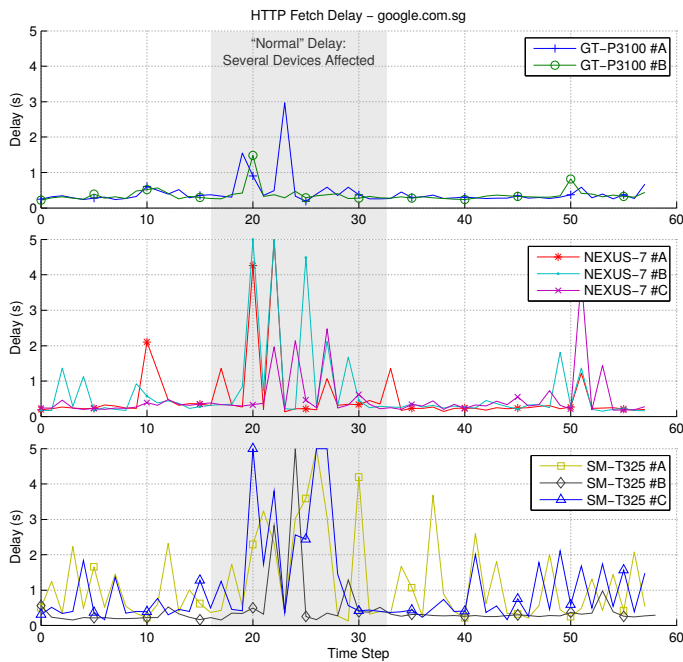 HTTP Fetch Delay – google.com.sg
5
4
3
2
1
0
Delay (s)
“Normal” Delay:
Several Devices Affected
GT−P3100 #A
GT−P3100 #B
0 10 20 30 40 50 60
5
4
3
2
1
0
Delay (s)
NEXUS−7 #A
NEXUS−7 #B
NEXUS−7 #C
0 10 20 30 40 50 60
5
4
3
2
1
0
Delay (s)
SM−T325 #A
SM−T325 #B
SM−T325 #C
0 10 20 30 40 50 60
Time Step